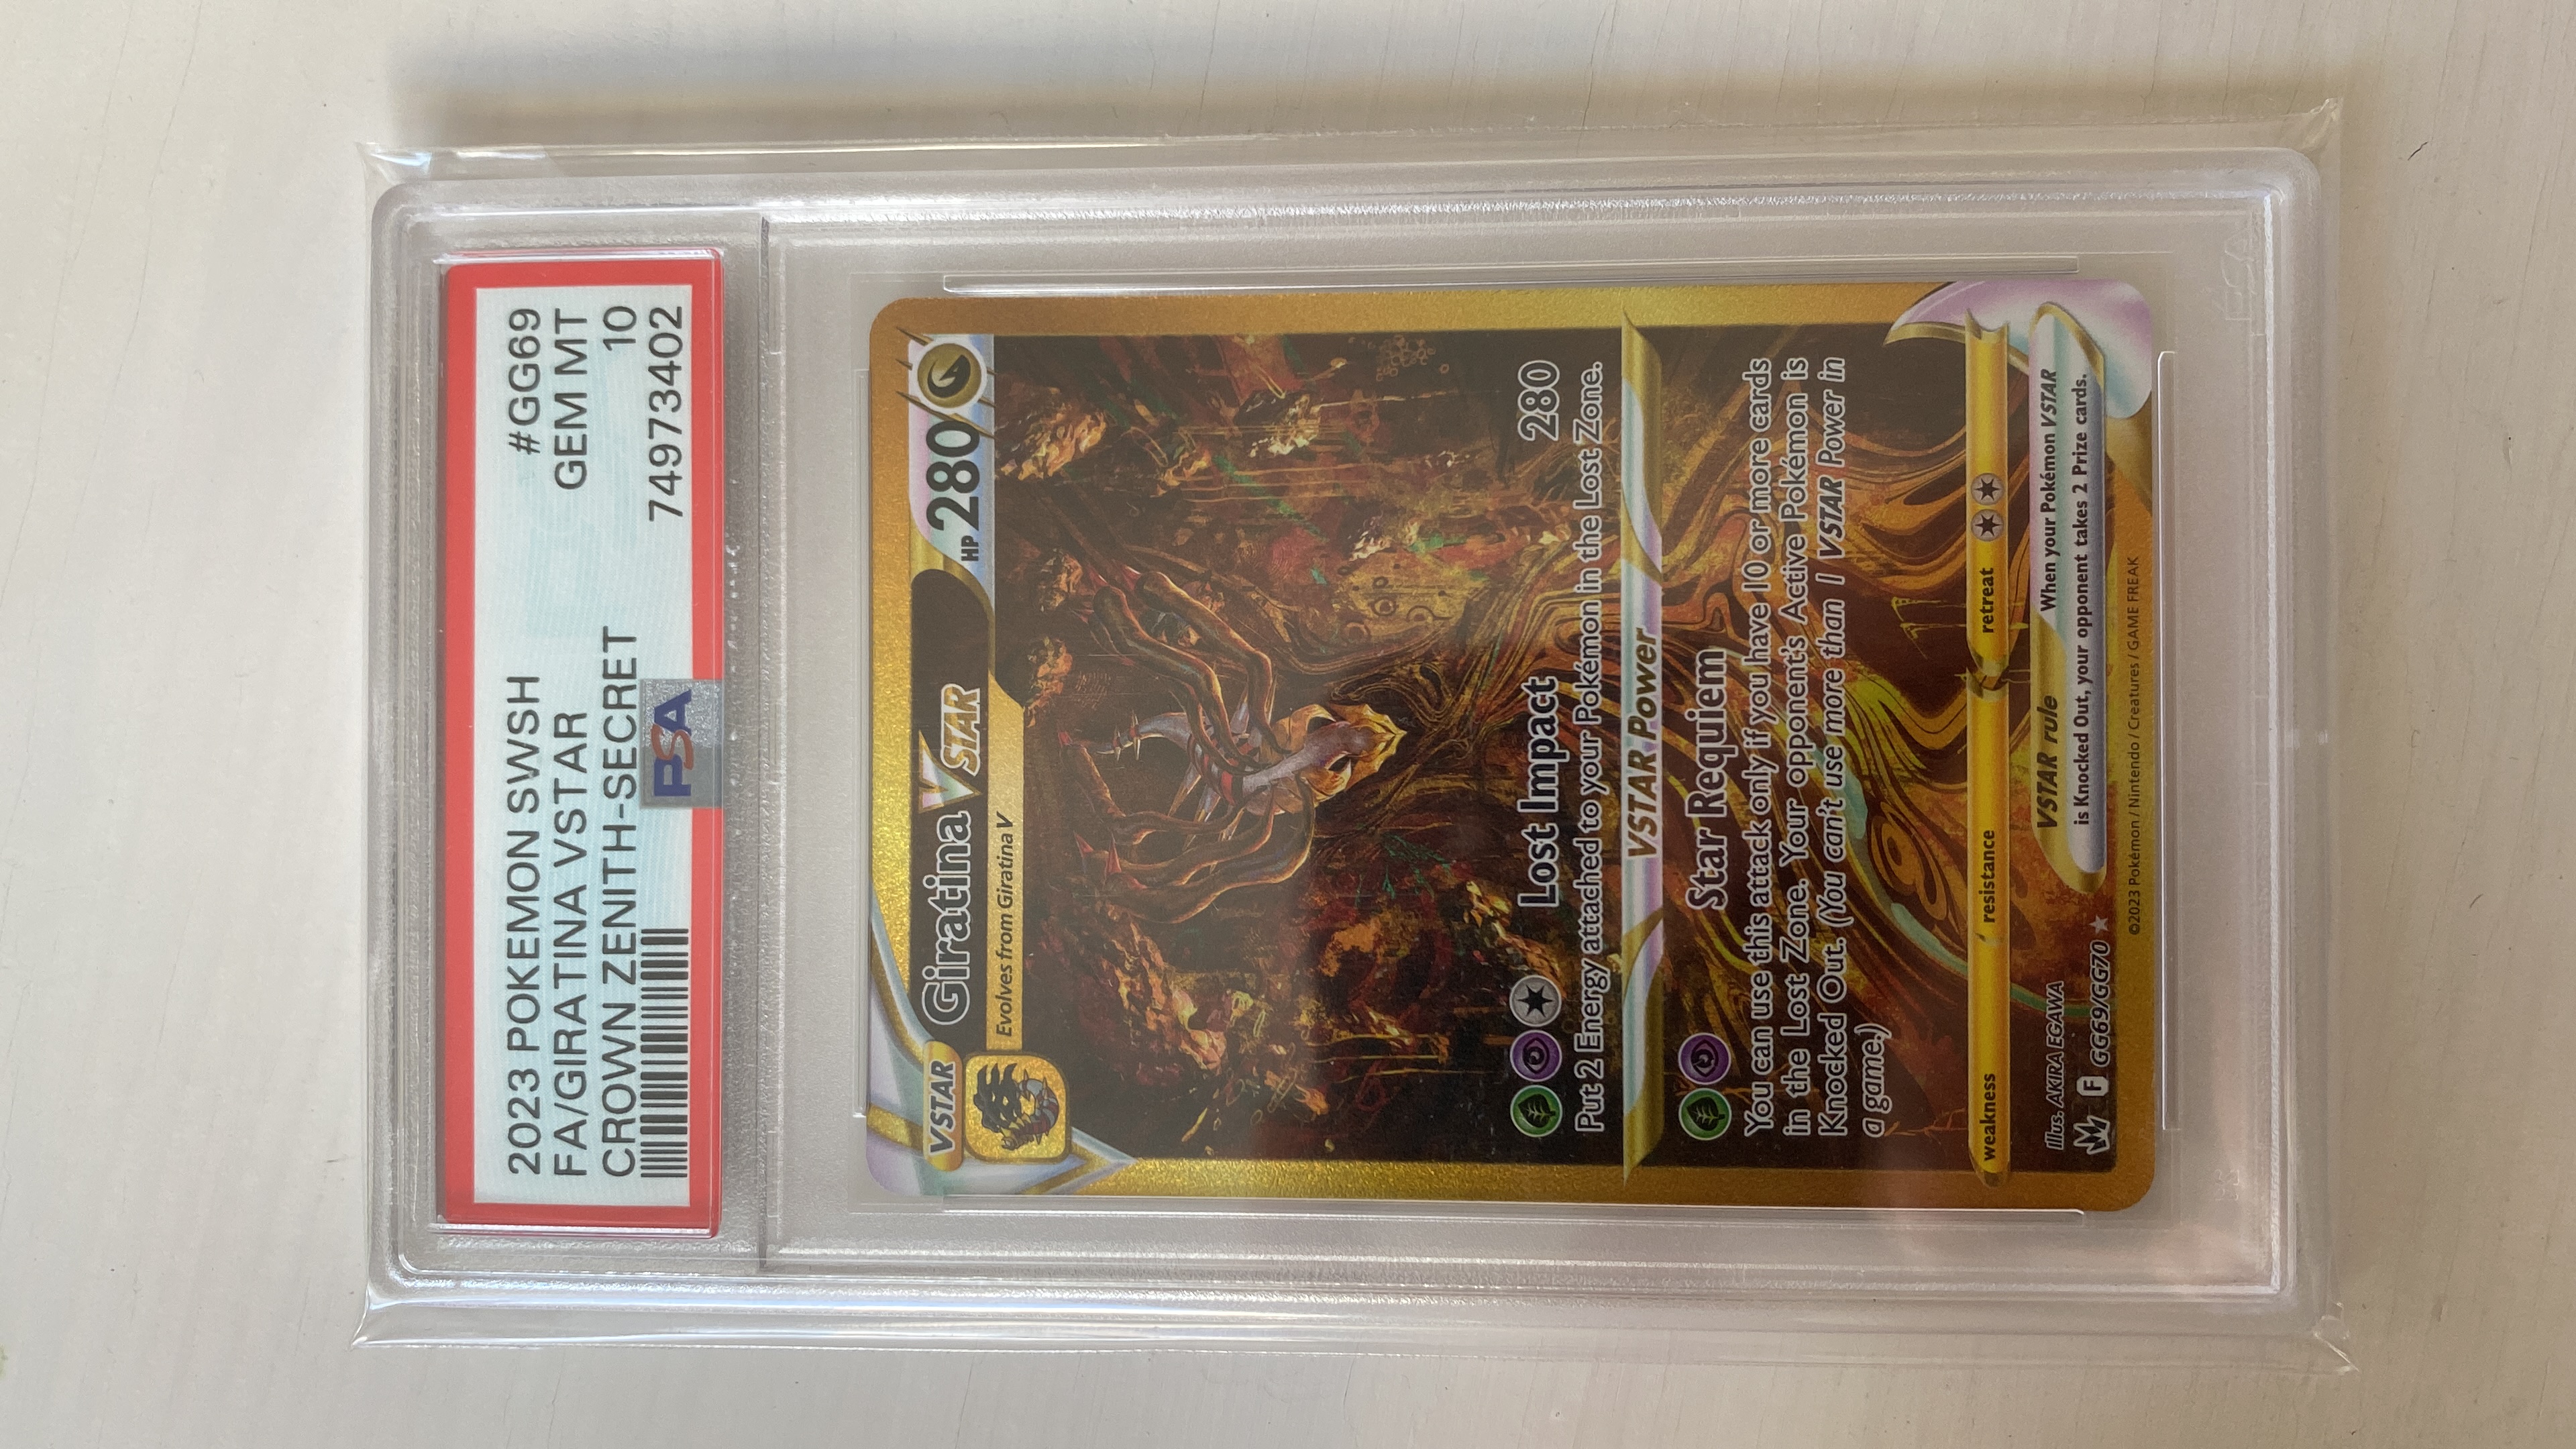 2023 POKEMON SWSH #GG69
FA/GIRATINA VSTAR GEM MT
CROWN ZENITH-SECRET 10
PSA 74973402
VSTAR Giratina VSTAR HP 280
Evolves from Giratina V
Lost Impact 280
Put 2 Energy attached to your Pokémon in the Lost Zone.
VSTAR Power
Star Requiem
You can use this attack only if you have 10 or more cards
in the Lost Zone. Your opponent's Active Pokémon is
Knocked Out. (You can't use more than 1 VSTAR Power in
a game.)
weakness resistance retreat
Illus. AKIRA EGAWA
F GG69/GG70
VSTAR rule When your Pokémon VSTAR
is Knocked Out, your opponent takes 2 Prize cards.
©2023 Pokémon / Nintendo / Creatures / GAME FREAK